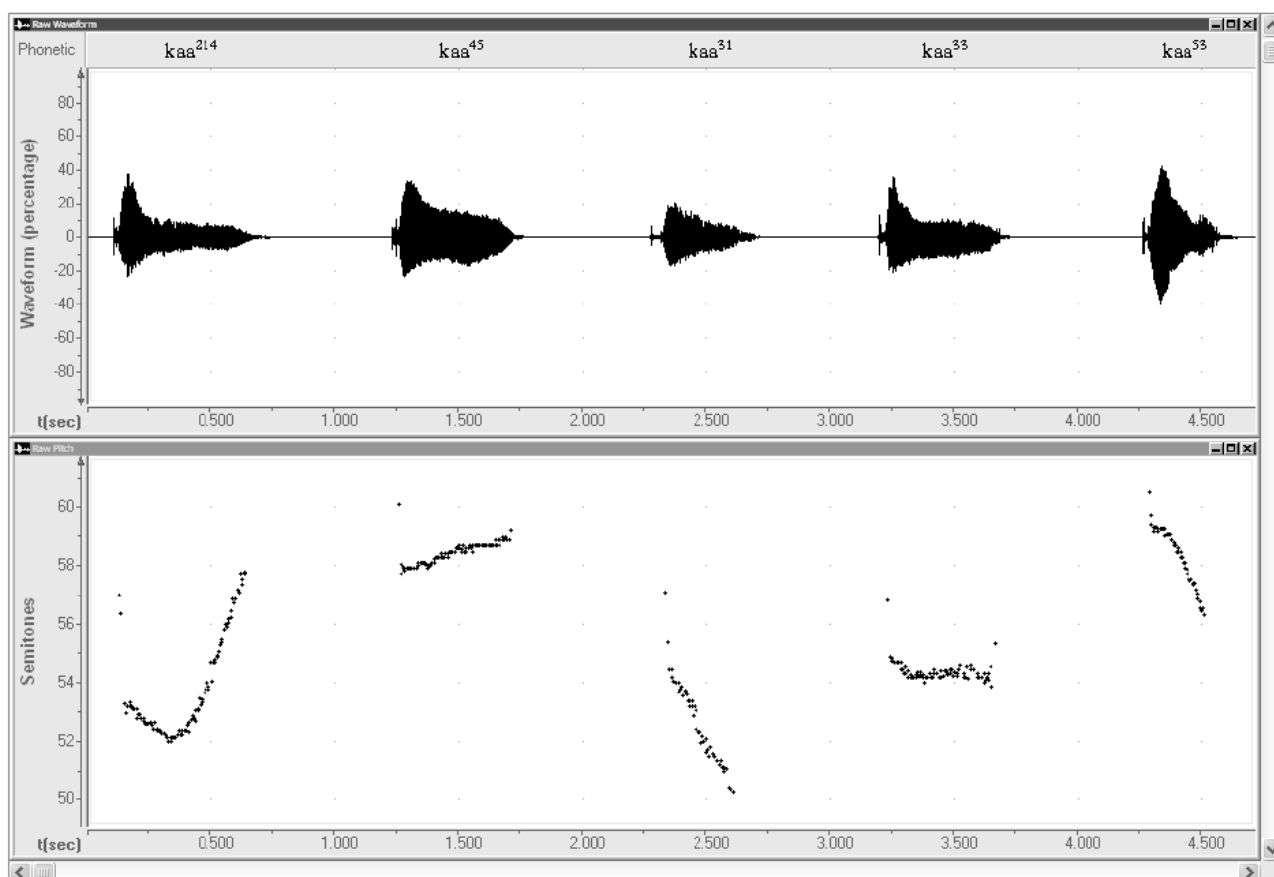 Raw Waveform
Phonetic kaa²¹⁴ kaa⁴⁵ kaa³¹ kaa³³ kaa⁵³
Waveform (percentage)
80
60
40
20
0
-20
-40
-60
-80
t(sec) 0.500 1.000 1.500 2.000 2.500 3.000 3.500 4.000 4.500
Raw Pitch
Semitones
60
58
56
54
52
50
t(sec) 0.500 1.000 1.500 2.000 2.500 3.000 3.500 4.000 4.500